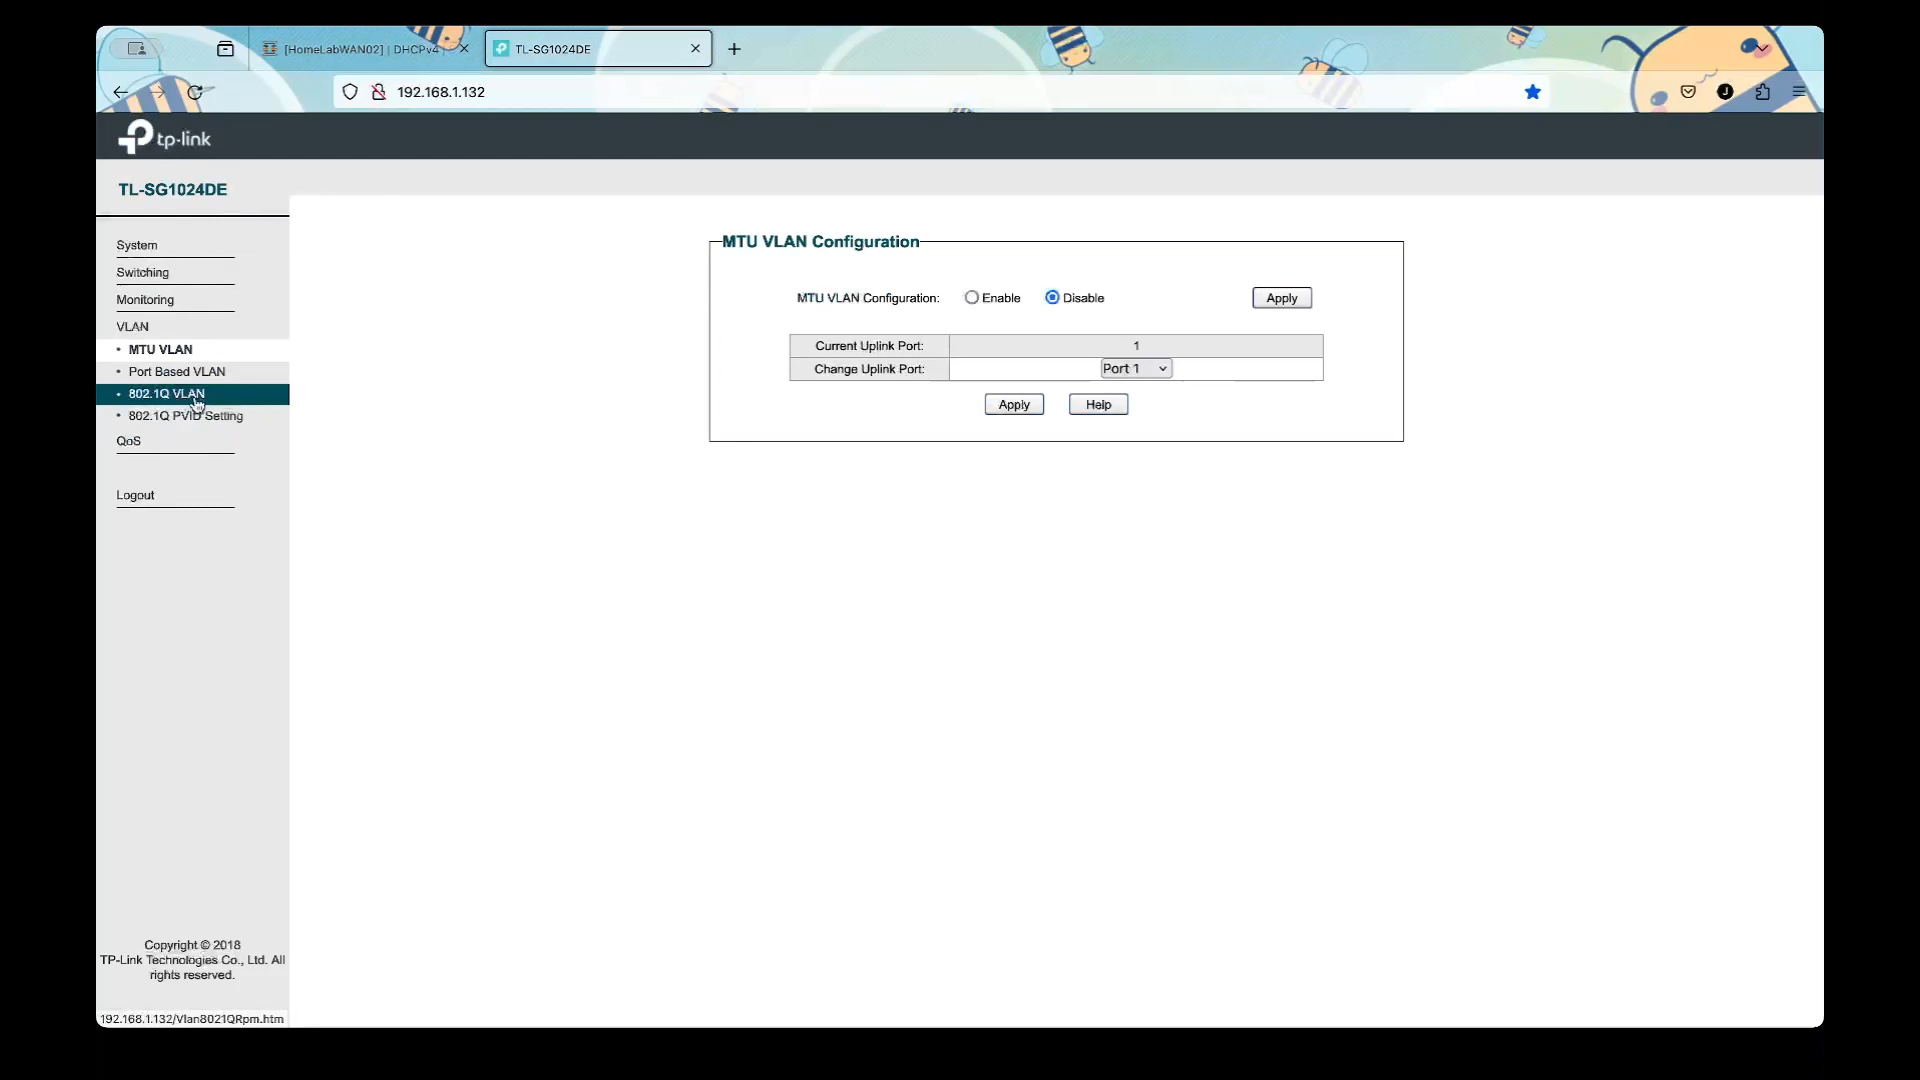 [HomeLabWAN02] | DHCPv4
TL-SG1024DE
192.168.1.132
J
tp-link
TL-SG1024DE
System
Switching
Monitoring
VLAN
• MTU VLAN
• Port Based VLAN
• 802.1Q VLAN
• 802.1Q PVID Setting
QoS
Logout
MTU VLAN Configuration
MTU VLAN Configuration: Enable Disable Apply
Current Uplink Port: 1
Change Uplink Port: Port 1
Apply Help
Copyright © 2018
TP-Link Technologies Co., Ltd. All
rights reserved.
192.168.1.132/Vlan8021QRpm.htm